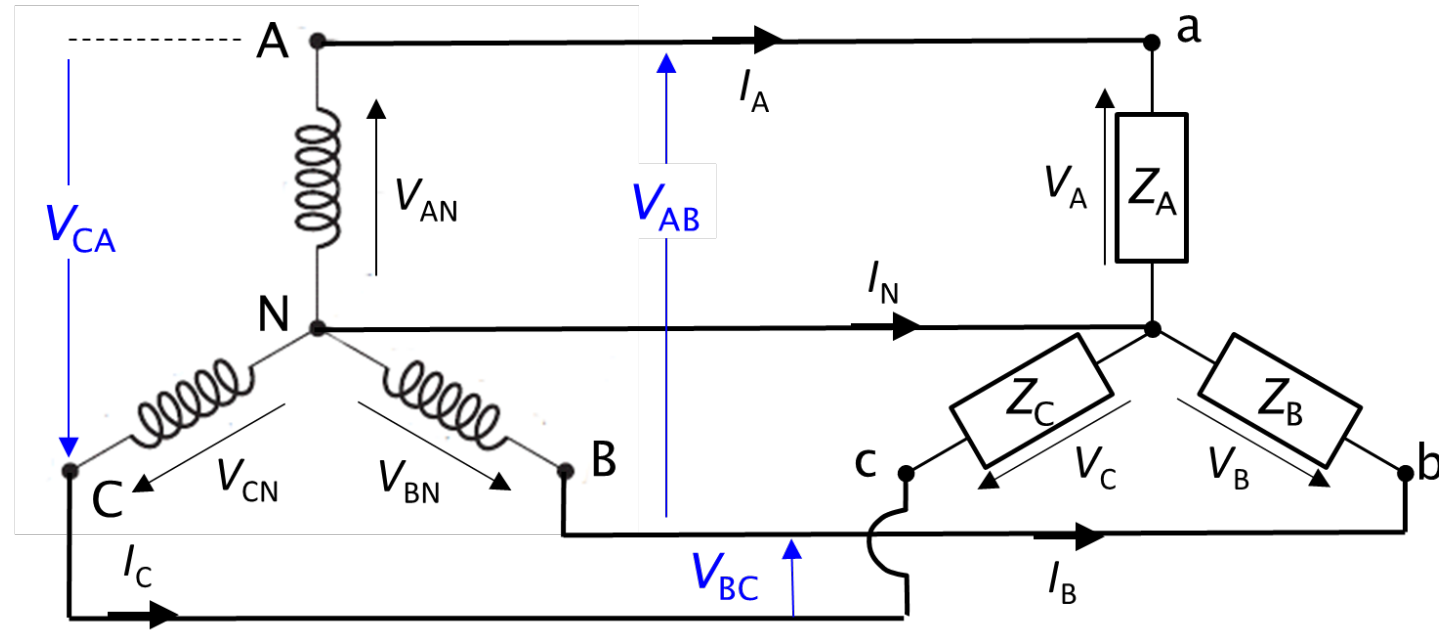 A
a
I_A
V_AN
V_AB
V_A
Z_A
V_CA
N
I_N
Z_C
Z_B
B
C
V_CN
V_BN
c
V_C
V_B
b
I_C
V_BC
I_B